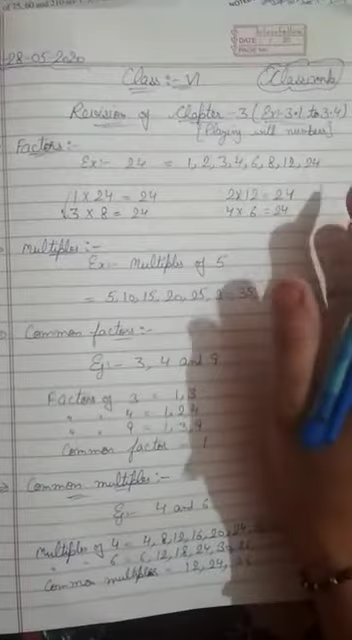 28-05-2020
DATE
PAGE No.
Class :- VI
Classwork
Revision of Chapter - 3 (Ex- 3.1 to 3.4)
[Playing with numbers]
Factors :-
Ex:- 24 = 1, 2, 3, 4, 6, 8, 12, 24
1 x 24 = 24 2 x 12 = 24
3 x 8 = 24 4 x 6 = 24
Multiples :-
Ex:- Multiples of 5
= 5, 10, 15, 20, 25, 35
Common factors :-
Eg:- 3, 4 and 9
Factors of 3 = 1, 3
" " 4 = 1, 2, 4
" " 9 = 1, 3, 9
Common factor = 1
Common multiples :-
Eg:- 4 and 6
Multiples of 4 = 4, 8, 12, 16, 20, 24,
" " 6 = 6, 12, 18, 24,
Common multiples = 12, 24,